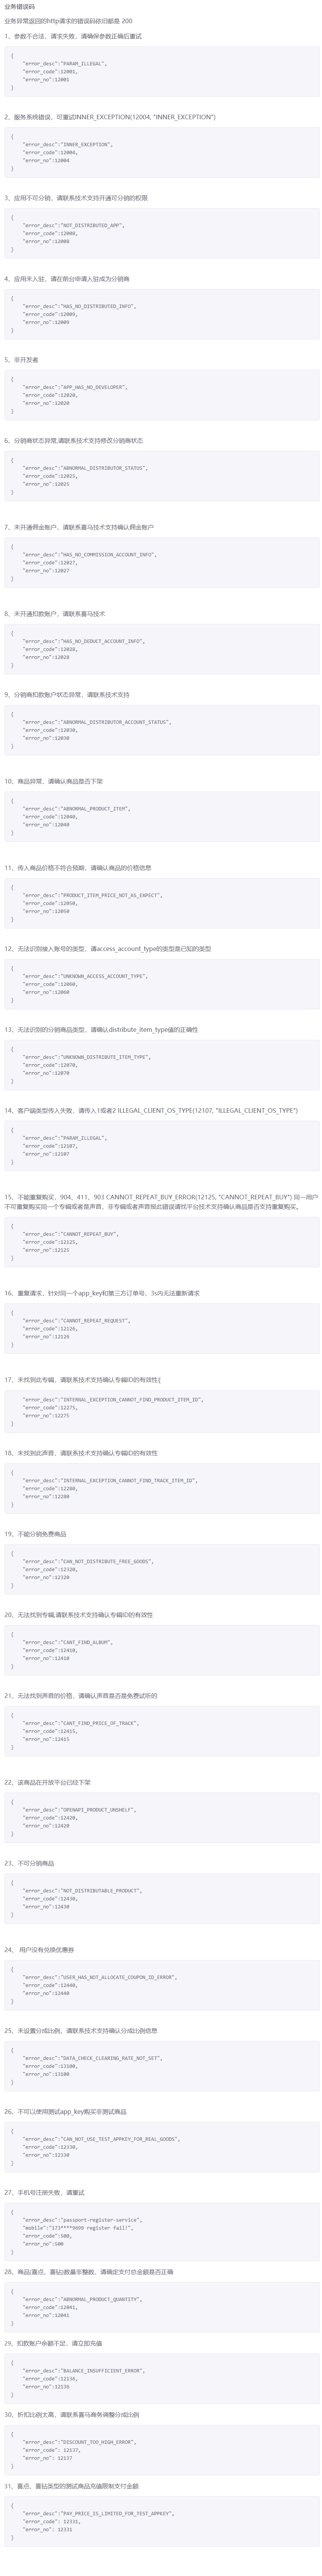 业务错误码
业务异常返回的http请求的错误码依旧都是 200
1、参数不合法，请求失败，请确保参数正确后重试
{
"error_desc":"PARAM_ILLEGAL",
"error_code":12001,
"error_no":12001
}
2、服务系统错误，可重试INNER_EXCEPTION(12004, "INNER_EXCEPTION")
{
"error_desc":"INNER_EXCEPTION",
"error_code":12004,
"error_no":12004
}
3、应用不可分销，请联系技术支持开通可分销的权限
{
"error_desc":"NOT_DISTRIBUTED_APP",
"error_code":12008,
"error_no":12008
}
4、应用未入驻，请在前台申请入驻成为分销商
{
"error_desc":"HAS_NO_DISTRIBUTED_INFO",
"error_code":12009,
"error_no":12009
}
5、非开发者
{
"error_desc":"APP_HAS_NO_DEVELOPER",
"error_code":12020,
"error_no":12020
}
6、分销商状态异常,请联系技术支持修改分销商状态
{
"error_desc":"ABNORMAL_DISTRIBUTOR_STATUS",
"error_code":12025,
"error_no":12025
}
7、未开通佣金账户，请联系喜马技术支持确认佣金账户
{
"error_desc":"HAS_NO_COMMISSION_ACCOUNT_INFO",
"error_code":12027,
"error_no":12027
}
8、未开通扣款账户，请联系喜马技术
{
"error_desc":"HAS_NO_DEDUCT_ACCOUNT_INFO",
"error_code":12028,
"error_no":12028
}
9、分销商扣款账户状态异常，请联系技术支持
{
"error_desc":"ABNORMAL_DISTRIBUTOR_ACCOUNT_STATUS",
"error_code":12030,
"error_no":12030
}
10、商品异常，请确认商品是否下架
{
"error_desc":"ABNORMAL_PRODUCT_ITEM",
"error_code":12040,
"error_no":12040
}
11、传入商品价格不符合预期，请确认商品的价格信息
{
"error_desc":"PRODUCT_ITEM_PRICE_NOT_AS_EXPECT",
"error_code":12050,
"error_no":12050
}
12、无法识别接入账号的类型，请access_account_type的类型是已知的类型
{
"error_desc":"UNKNOWN_ACCESS_ACCOUNT_TYPE",
"error_code":12060,
"error_no":12060
}
13、无法识别的分销商品类型，请确认distribute_item_type值的正确性
{
"error_desc":"UNKNOWN_DISTRIBUTE_ITEM_TYPE",
"error_code":12070,
"error_no":12070
}
14、客户端类型传入失败，请传入1或者2 ILLEGAL_CLIENT_OS_TYPE(12107, "ILLEGAL_CLIENT_OS_TYPE")
{
"error_desc":"PARAM_ILLEGAL",
"error_code":12107,
"error_no":12107
}
15、不能重复购买，904、411、903 CANNOT_REPEAT_BUY_ERROR(12125, "CANNOT_REPEAT_BUY") 同一用户
不可重复购买同一个专辑或者是声音，非专辑或者声音报此错误请找平台技术支持确认商品是否支持重复购买。
{
"error_desc":"CANNOT_REPEAT_BUY",
"error_code":12125,
"error_no":12125
}
16、重复请求，针对同一个app_key和第三方订单号，3s内无法重新请求
{
"error_desc":"CANNOT_REPEAT_REQUEST",
"error_code":12126,
"error_no":12126
}
17、未找到此专辑，请联系技术支持确认专辑ID的有效性{
"error_desc":"INTERNAL_EXCEPTION_CANNOT_FIND_PRODUCT_ITEM_ID",
"error_code":12275,
"error_no":12275
}
18、未找到此声音，请联系技术支持确认专辑ID的有效性
{
"error_desc":"INTERNAL_EXCEPTION_CANNOT_FIND_TRACK_ITEM_ID",
"error_code":12280,
"error_no":12280
}
19、不能分销免费商品
{
"error_desc":"CAN_NOT_DISTRIBUTE_FREE_GOODS",
"error_code":12320,
"error_no":12320
}
20、无法找到专辑,请联系技术支持确认专辑ID的有效性
{
"error_desc":"CANT_FIND_ALBUM",
"error_code":12410,
"error_no":12410
}
21、无法找到声音的价格，请确认声音是否是免费试听的
{
"error_desc":"CANT_FIND_PRICE_OF_TRACK",
"error_code":12415,
"error_no":12415
}
22、该商品在开放平台已经下架
{
"error_desc":"OPENAPI_PRODUCT_UNSHELF",
"error_code":12420,
"error_no":12420
}
23、不可分销商品
{
"error_desc":"NOT_DISTRIBUTABLE_PRODUCT",
"error_code":12430,
"error_no":12430
}
24、 用户没有兑换优惠券
{
"error_desc":"USER_HAS_NOT_ALLOCATE_COUPON_ID_ERROR",
"error_code":12440,
"error_no":12440
}
25、未设置分成比例，请联系技术支持确认分成比例信息
{
"error_desc":"DATA_CHECK_CLEARING_RATE_NOT_SET",
"error_code":13100,
"error_no":13100
}
26、不可以使用测试app_key购买非测试商品
{
"error_desc":"CAN_NOT_USE_TEST_APPKEY_FOR_REAL_GOODS",
"error_code":12330,
"error_no":12330
}
27、手机号注册失败，请重试
{
"error_desc":"passport-register-service",
"mobile":"173****9699 register fail!",
"error_code":500,
"error_no":500
}
28、商品(喜点、喜钻)数量非整数，请确定支付总金额是否正确
{
"error_desc":"ABNORMAL_PRODUCT_QUANTITY",
"error_code":12041,
"error_no":12041
}
29、扣款账户余额不足，请立即充值
{
"error_desc":"BALANCE_INSUFFICIENT_ERROR",
"error_code":12136,
"error_no":12136
}
30、折扣比例太高，请联系喜马商务调整分成比例
{
"error_desc":"DISCOUNT_TOO_HIGH_ERROR",
"error_code": 12137,
"error_no": 12137
}
31、喜点、喜钻类型的测试商品充值限制支付金额
{
"error_desc":"PAY_PRICE_IS_LIMITED_FOR_TEST_APPKEY",
"error_code": 12331,
"error_no": 12331
}